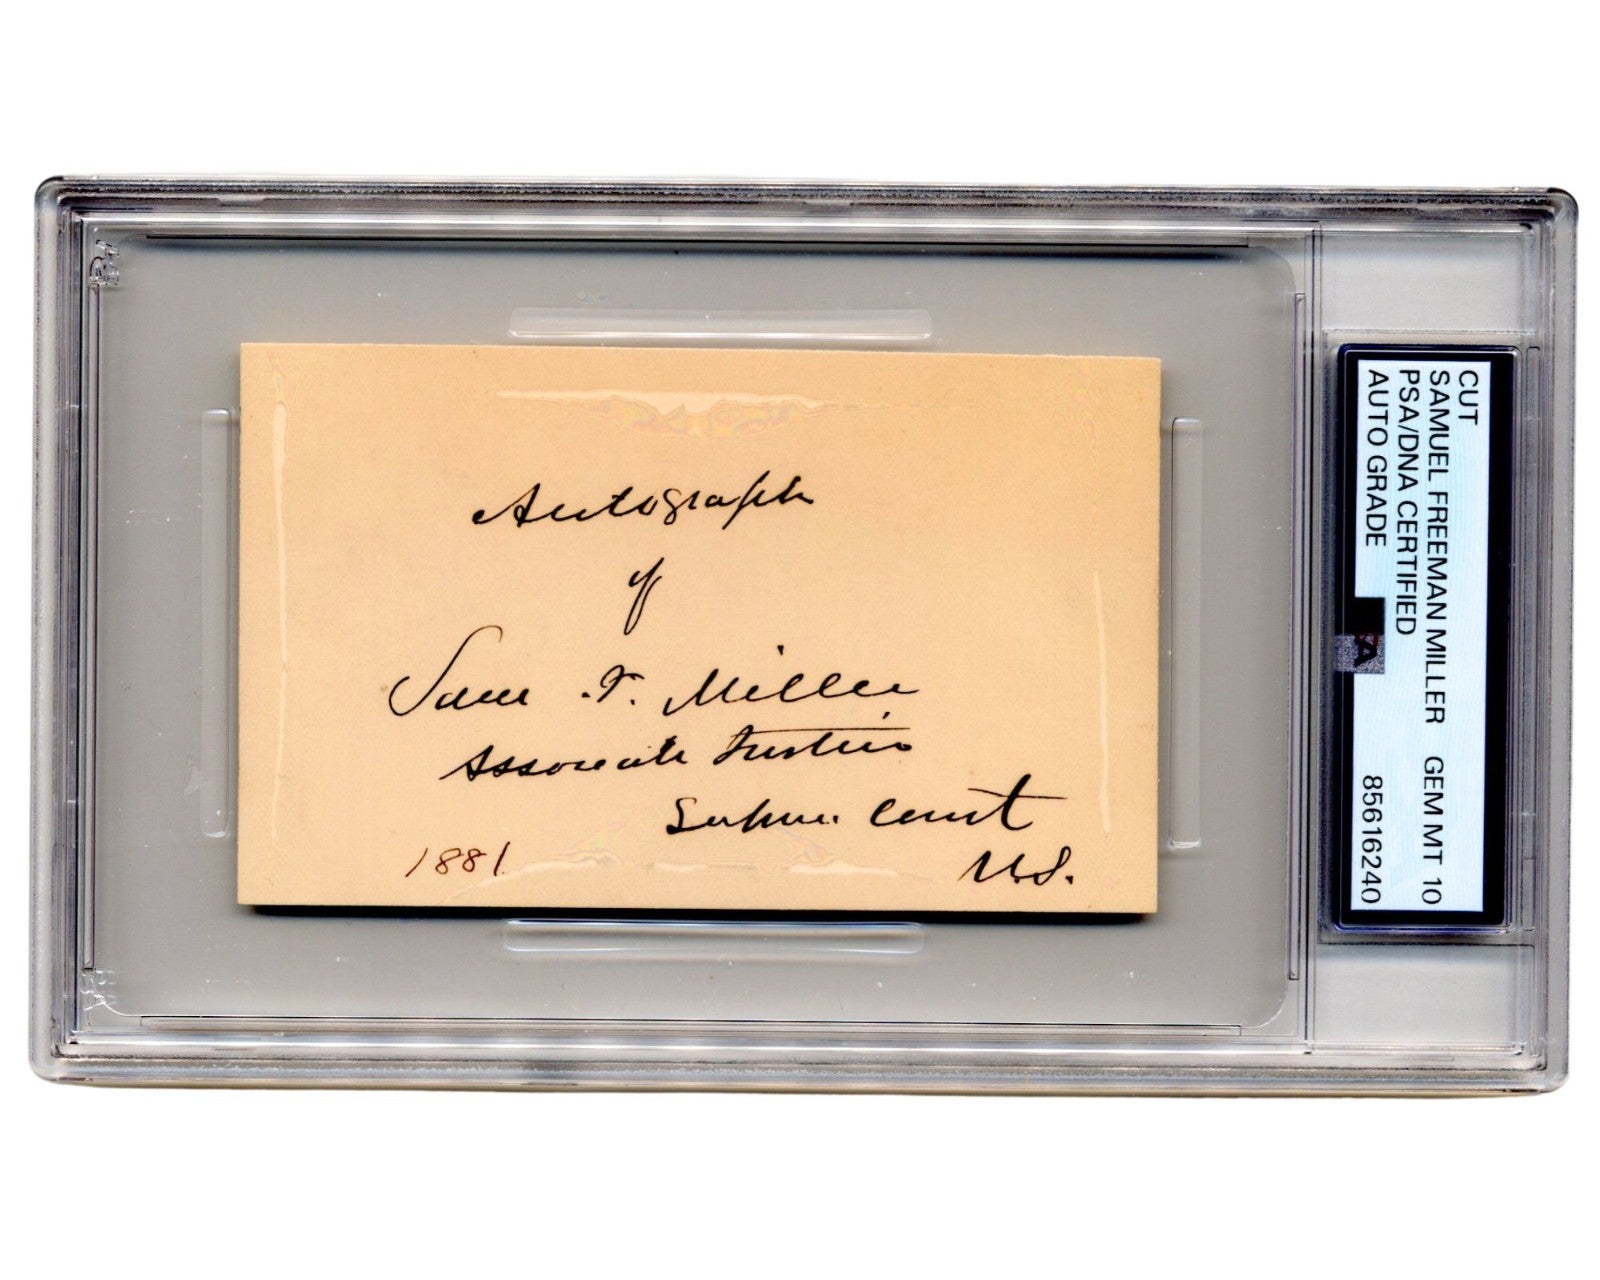 Autograph
of
Sam F. Miller
Associate Justice
Supreme Court
U.S.
1881
CUT
SAMUEL FREEMAN MILLER GEM MT 10
PSA/DNA CERTIFIED
AUTO GRADE 85616240